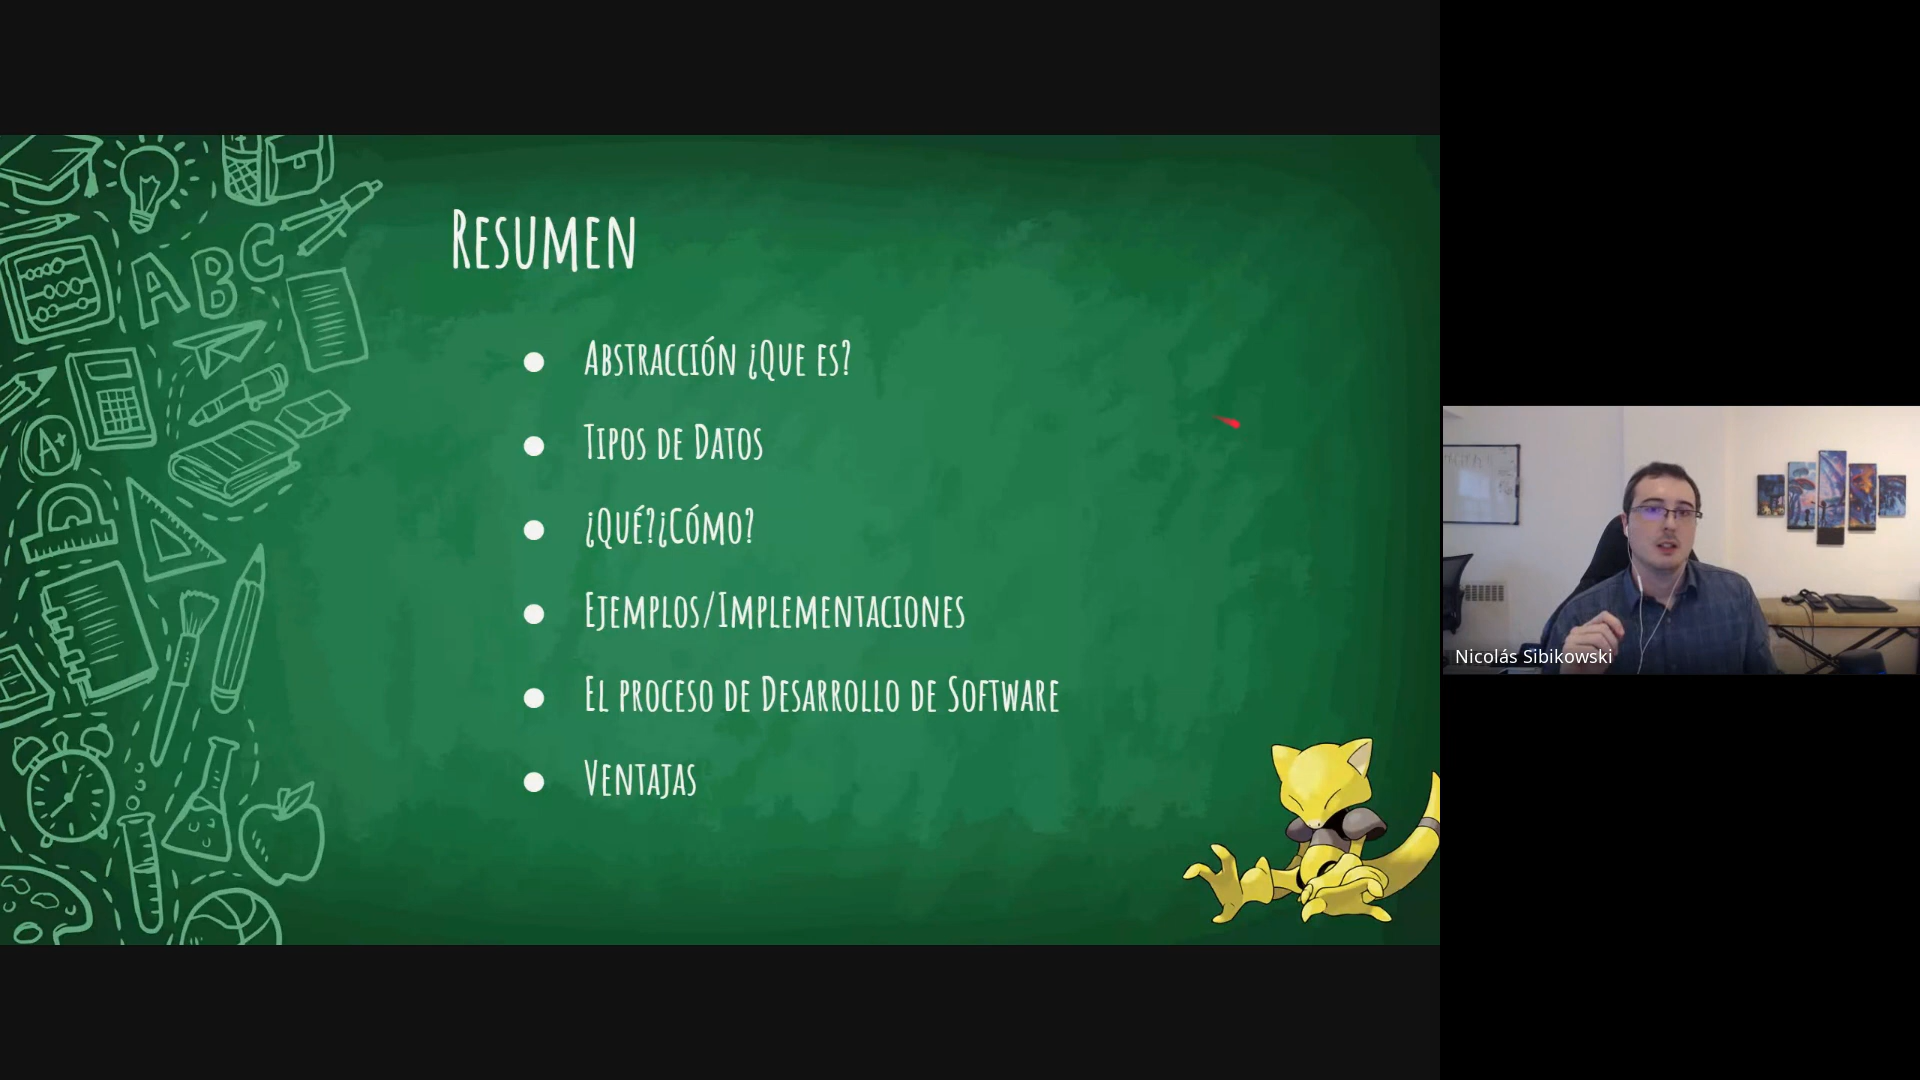 Resumen
Abstracción ¿Que es?
Tipos de Datos
¿Qué?¿Cómo?
Ejemplos/Implementaciones
El proceso de Desarrollo de Software
Ventajas
ABC
A+
Nicolás Sibikowski